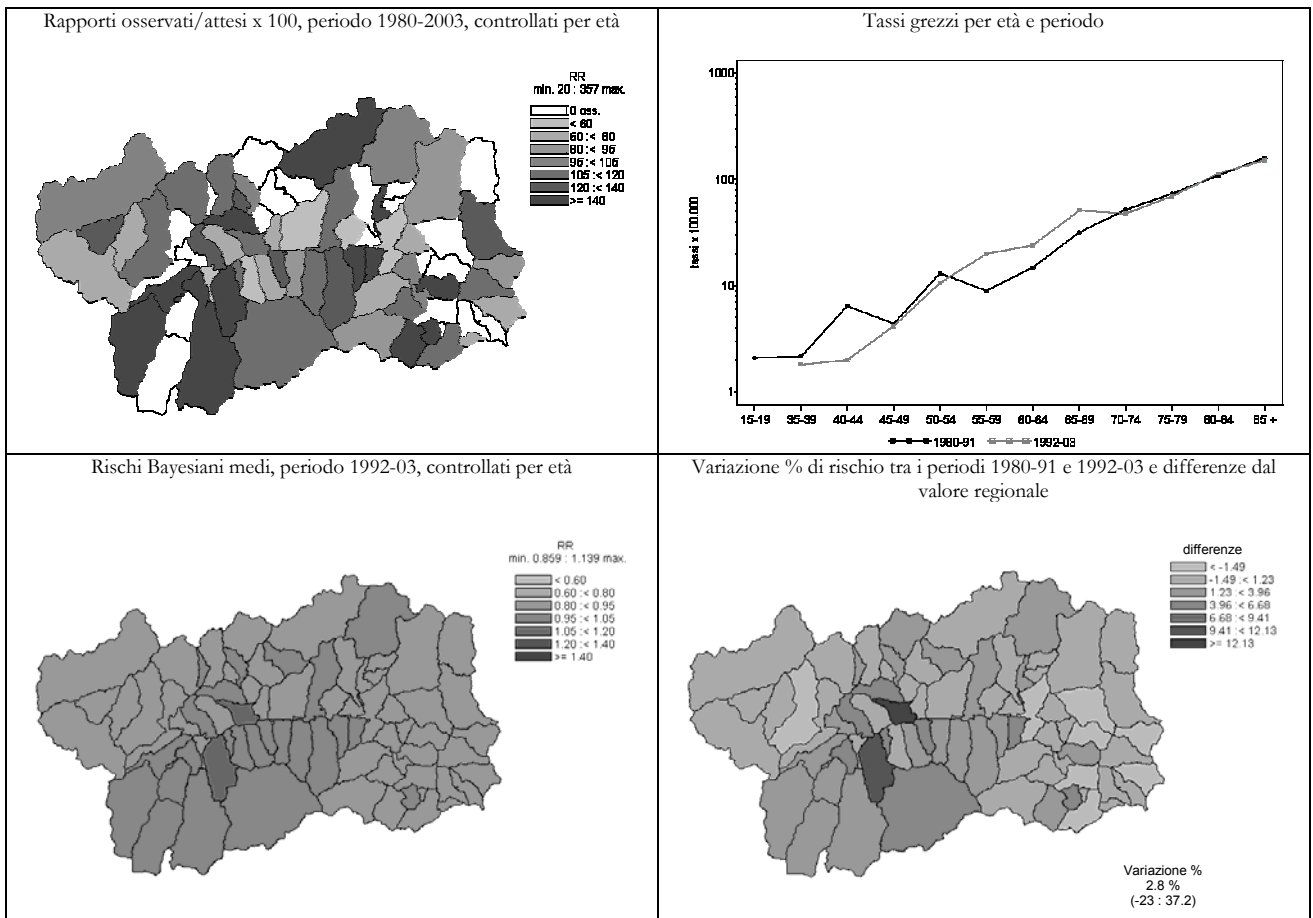 Rapporti osservati/attesi x 100, periodo 1980-2003, controllati per età
RR
min. 20 : 357 max.
0 oss.
< 60
60 :< 80
80 :< 95
95 :< 105
105 :< 120
120 :< 140
>= 140
Tassi grezzi per età e periodo
1000
100
10
1
tassi x 100.000
15-19 35-39 40-44 45-49 50-54 55-59 60-64 65-69 70-74 75-79 80-84 85 +
1980-91 1992-03
Rischi Bayesiani medi, periodo 1992-03, controllati per età
RR
min. 0.859 : 1.139 max.
< 0.60
0.60 :< 0.80
0.80 :< 0.95
0.95 :< 1.05
1.05 :< 1.20
1.20 :< 1.40
>= 1.40
Variazione % di rischio tra i periodi 1980-91 e 1992-03 e differenze dal
valore regionale
differenze
< -1.49
-1.49 :< 1.23
1.23 :< 3.96
3.96 :< 6.68
6.68 :< 9.41
9.41 :< 12.13
>= 12.13
Variazione %
2.8 %
(-23 : 37.2)